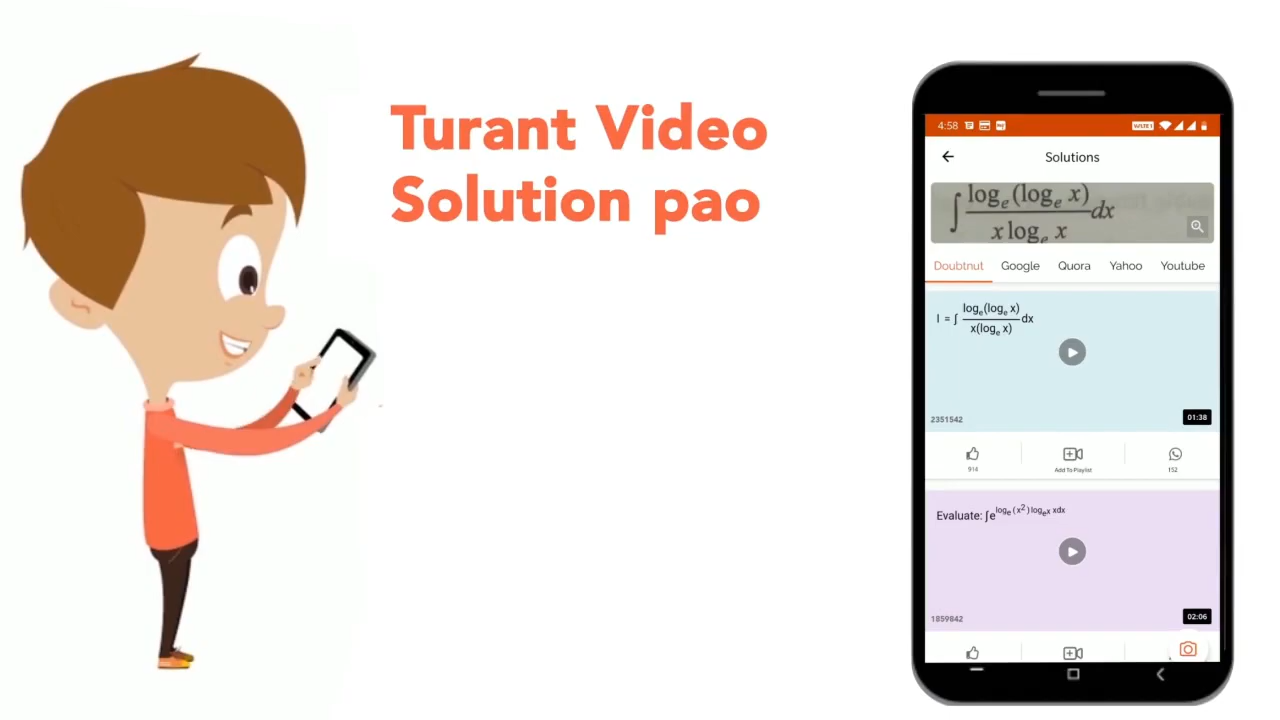 Turant Video
Solution pao
4:58
VoLTE1
Solutions
∫ logₑ(logₑ x) / x logₑ x dx
Doubtnut Google Quora Yahoo Youtube
I = ∫ logₑ(logₑ x) / x(logₑ x) dx
2351542 01:38
914 Add To Playlist 152
Evaluate: ∫e^logₑ(x²)logₑx xdx
1859842 02:06